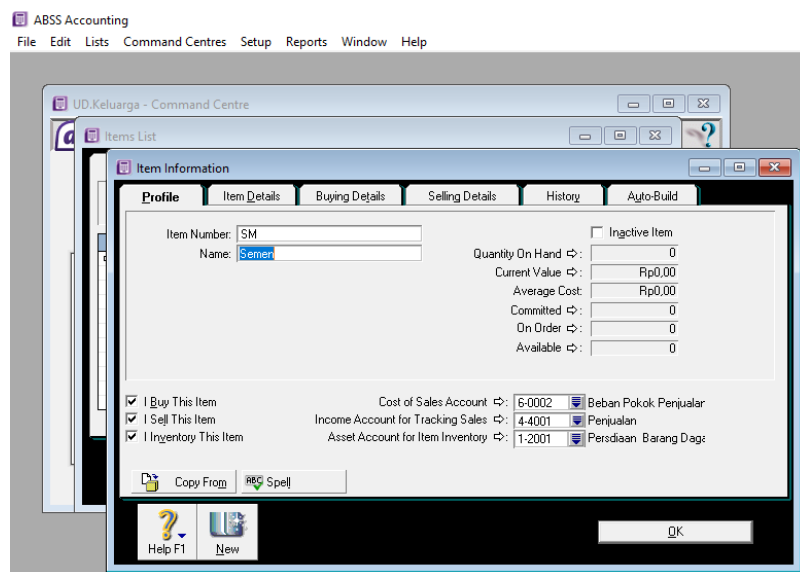 ABSS Accounting
File Edit Lists Command Centres Setup Reports Window Help
UD.Keluarga - Command Centre
Items List
Item Information
Profile Item Details Buying Details Selling Details History Auto-Build
Item Number: SM
Inactive Item
Name: Semen
Quantity On Hand ➪: 0
Current Value ➪: Rp0,00
Average Cost: Rp0,00
Committed ➪: 0
On Order ➪: 0
Available ➪: 0
I Buy This Item Cost of Sales Account ➪: 6-0002 Beban Pokok Penjualar
I Sell This Item Income Account for Tracking Sales ➪: 4-4001 Penjualan
I Inventory This Item Asset Account for Item Inventory ➪: 1-2001 Persdiaan Barang Daga
Copy From ABC Spell
Help F1 New OK